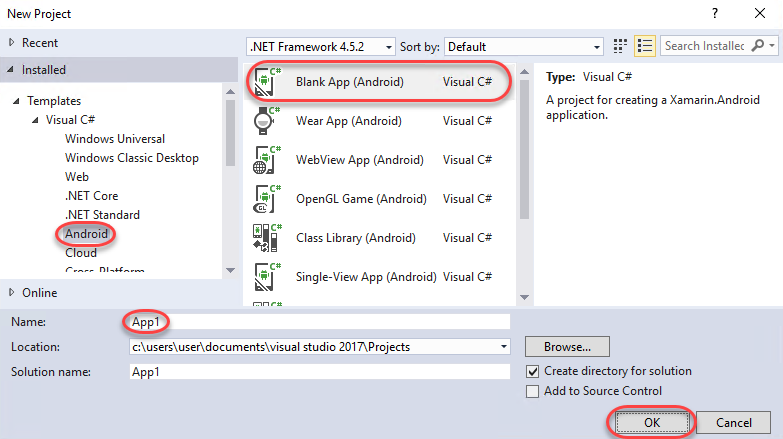 New Project
? ×
Recent
.NET Framework 4.5.2 Sort by: Default Search Installed
Installed
Templates
Visual C#
Windows Universal
Windows Classic Desktop
Web
.NET Core
.NET Standard
Android
Cloud
Cross-Platform
Online
Blank App (Android) Visual C#
Wear App (Android) Visual C#
WebView App (Android) Visual C#
OpenGL Game (Android) Visual C#
Class Library (Android) Visual C#
Single-View App (Android) Visual C#
Type: Visual C#
A project for creating a Xamarin.Android
application.
Name: App1
Location: c:\users\user\documents\visual studio 2017\Projects Browse...
Solution name: App1
Create directory for solution
Add to Source Control
OK Cancel